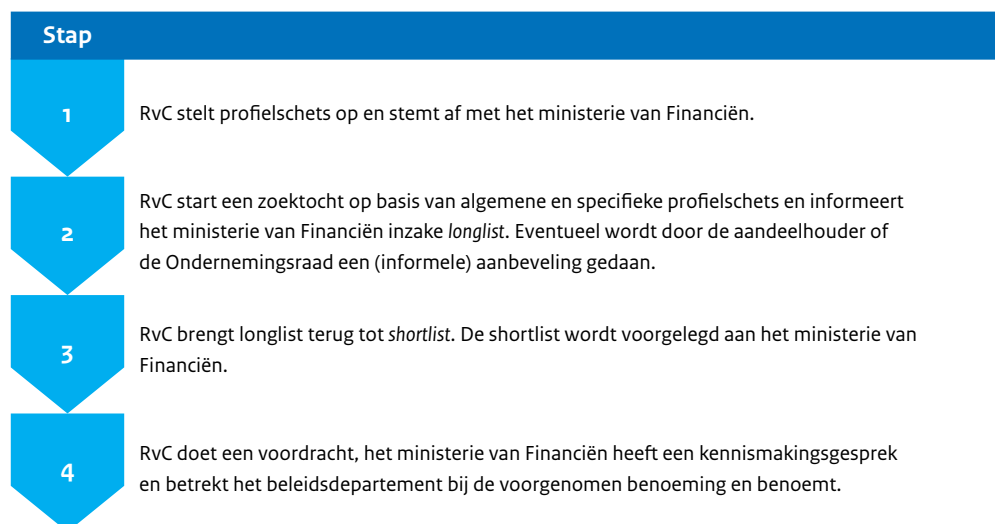 Stap
1
RvC stelt profielschets op en stemt af met het ministerie van Financiën.
2
RvC start een zoektocht op basis van algemene en specifieke profielschets en informeert
het ministerie van Financiën inzake longlist. Eventueel wordt door de aandeelhouder of
de Ondernemingsraad een (informele) aanbeveling gedaan.
3
RvC brengt longlist terug tot shortlist. De shortlist wordt voorgelegd aan het ministerie van
Financiën.
4
RvC doet een voordracht, het ministerie van Financiën heeft een kennismakingsgesprek
en betrekt het beleidsdepartement bij de voorgenomen benoeming en benoemt.